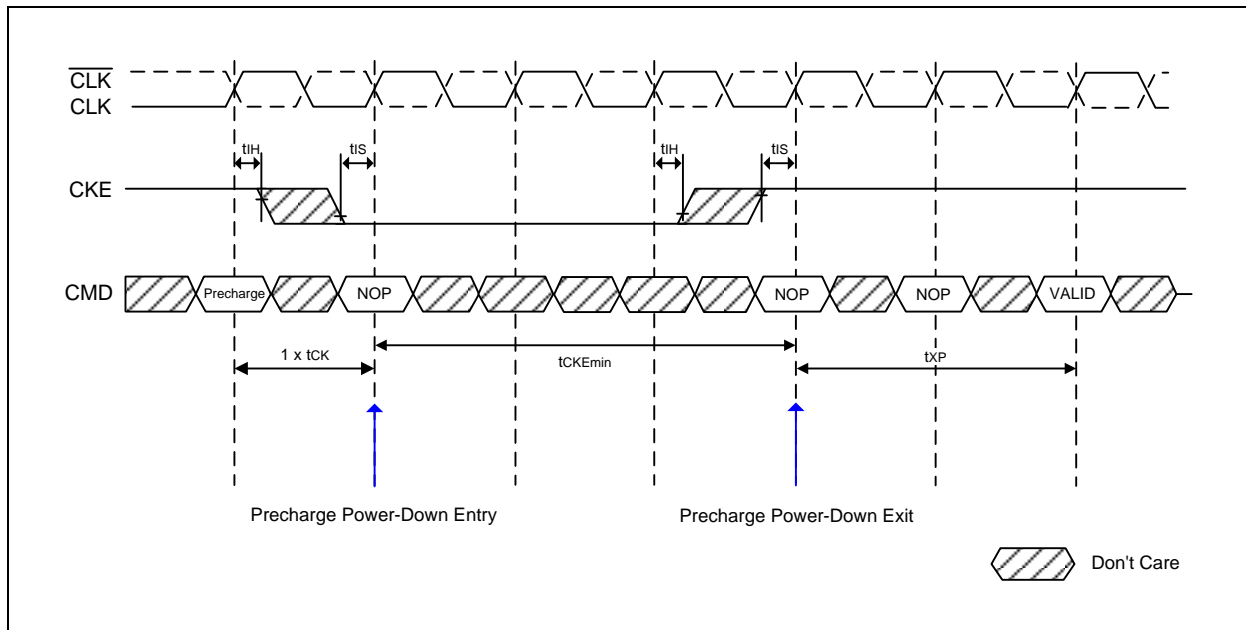 CLK
CLK
tIH
tIS
tIH
tIS
CKE
CMD
Precharge
NOP
NOP
NOP
VALID
1 x tCK
tCKEmin
tXP
Precharge Power-Down Entry
Precharge Power-Down Exit
Don't Care